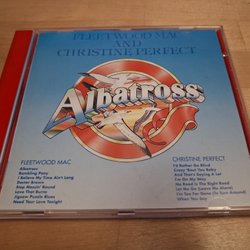 FLEETWOOD MAC
AND
CHRISTINE PERFECT
Albatross
FLEETWOOD MAC
Albatross
Rambling Pony
I Believe My Time Ain't Long
Doctor Brown
Stop Messin' Round
Love That Burns
Jigsaw Puzzle Blues
Need Your Love Tonight
CHRISTINE PERFECT
I'd Rather Go Blind
Crazy 'Bout You Baby
And That's Saying A Lot
I'm On My Way
No Road Is The Right Road
Let Me Go (Leave Me Alone)
I'm Too Far Gone (To Turn Around)
When You Say